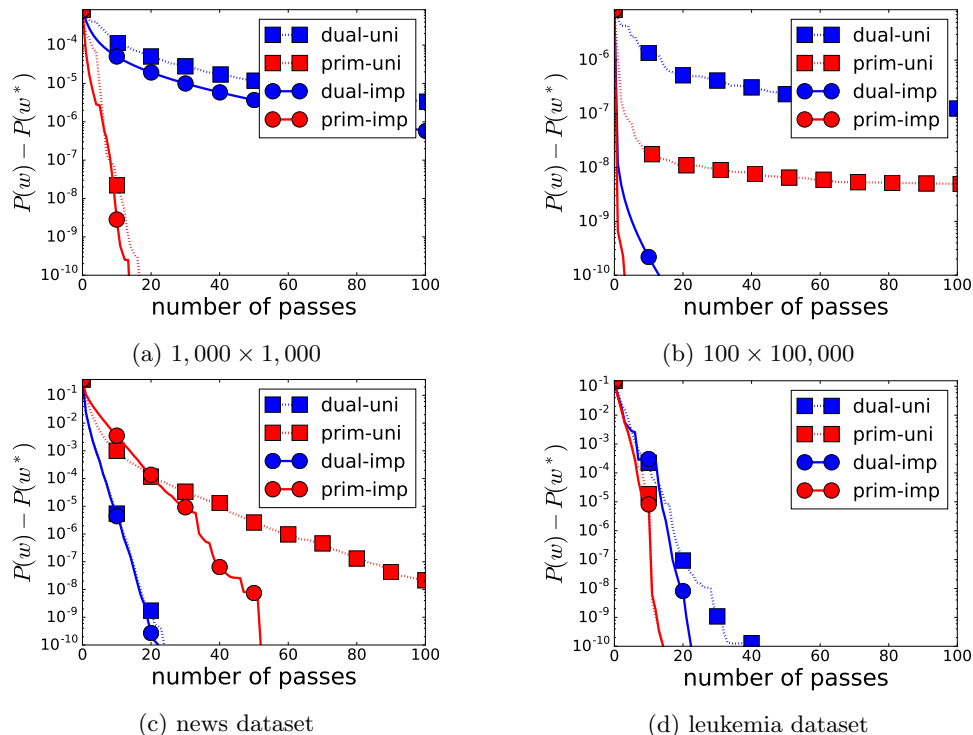 10^{-4}
10^{-5}
10^{-6}
10^{-7}
10^{-8}
10^{-9}
10^{-10}
P(w) − P(w*)
dual-uni
prim-uni
dual-imp
prim-imp
0 20 40 60 80 100
number of passes
(a) 1,000 × 1,000
10^{-6}
10^{-7}
10^{-8}
10^{-9}
10^{-10}
P(w) − P(w*)
dual-uni
prim-uni
dual-imp
prim-imp
0 20 40 60 80 100
number of passes
(b) 100 × 100,000
10^{-1}
10^{-2}
10^{-3}
10^{-4}
10^{-5}
10^{-6}
10^{-7}
10^{-8}
10^{-9}
10^{-10}
P(w) − P(w*)
dual-uni
prim-uni
dual-imp
prim-imp
0 20 40 60 80 100
number of passes
(c) news dataset
10^{-1}
10^{-2}
10^{-3}
10^{-4}
10^{-5}
10^{-6}
10^{-7}
10^{-8}
10^{-9}
10^{-10}
P(w) − P(w*)
dual-uni
prim-uni
dual-imp
prim-imp
0 20 40 60 80 100
number of passes
(d) leukemia dataset